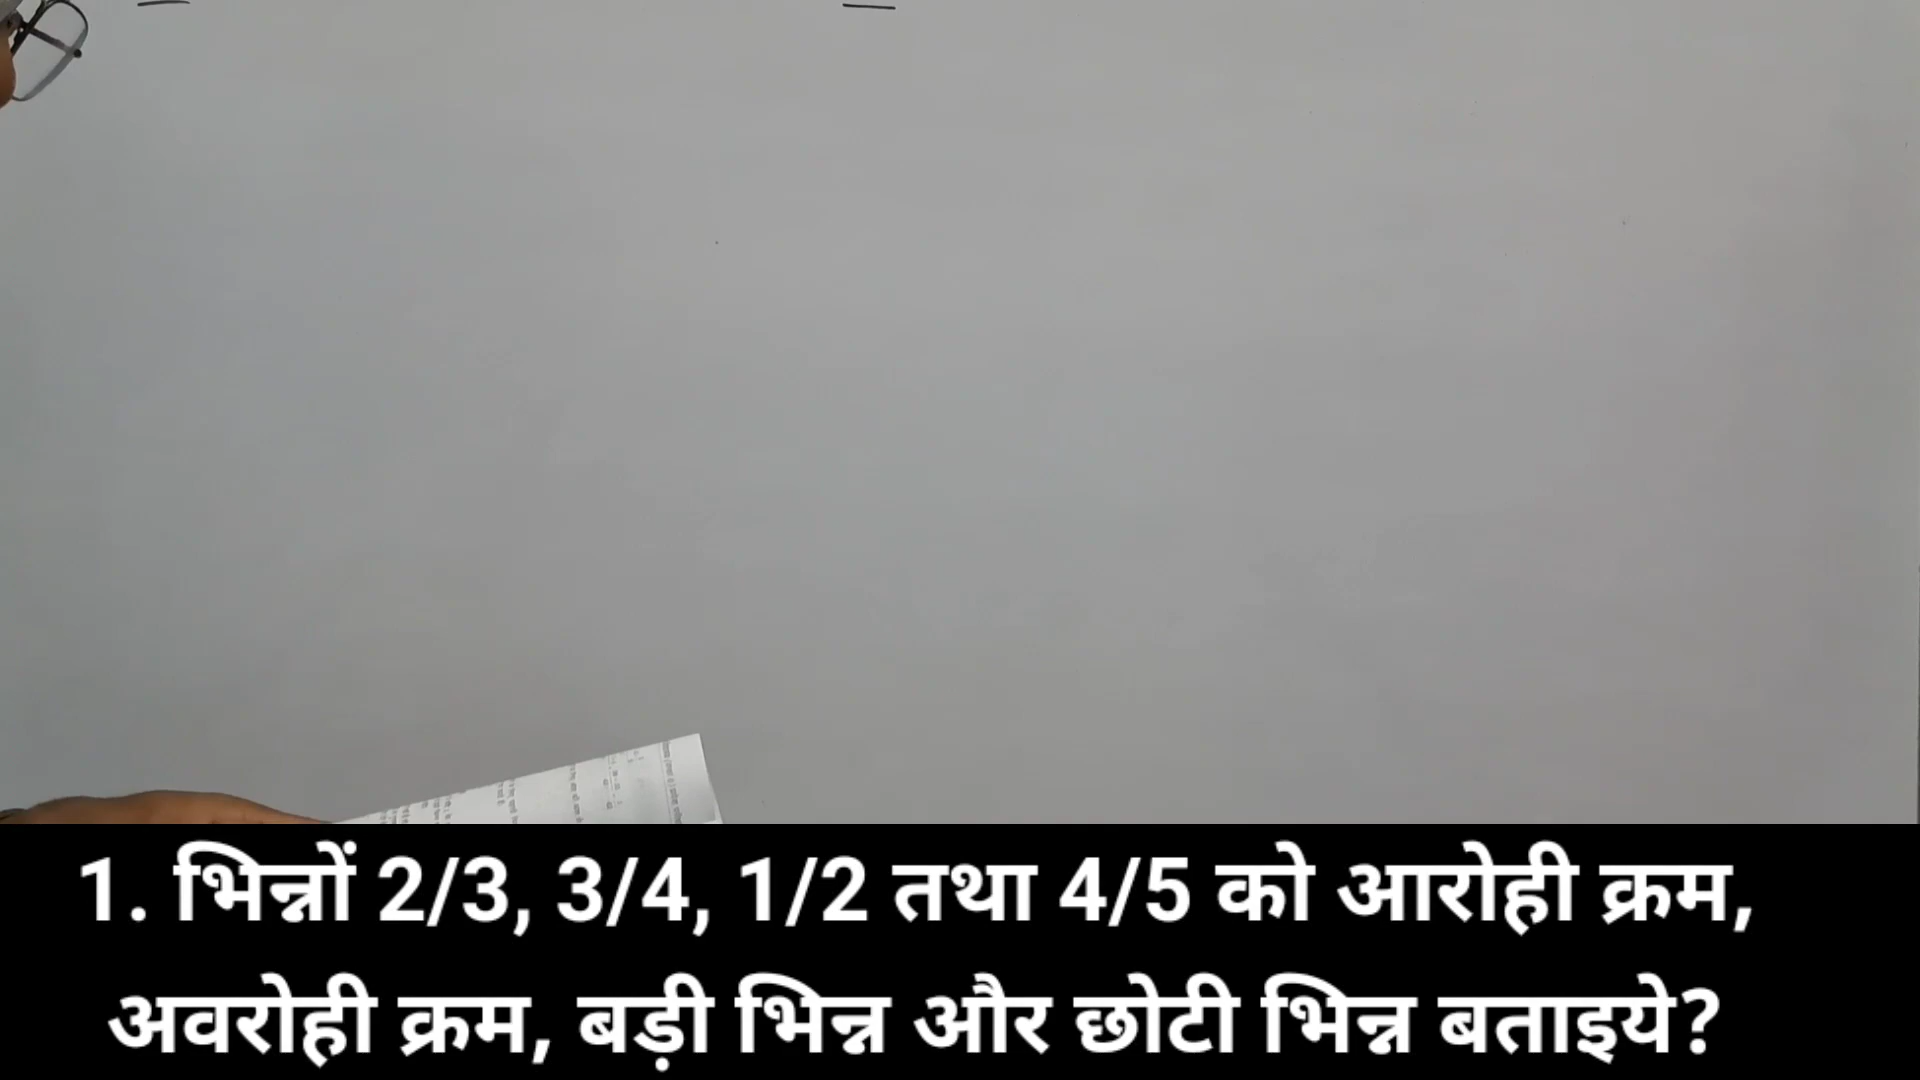 1. भिन्नों 2/3, 3/4, 1/2 तथा 4/5 को आरोही क्रम,
अवरोही क्रम, बड़ी भिन्न और छोटी भिन्न बताइये?